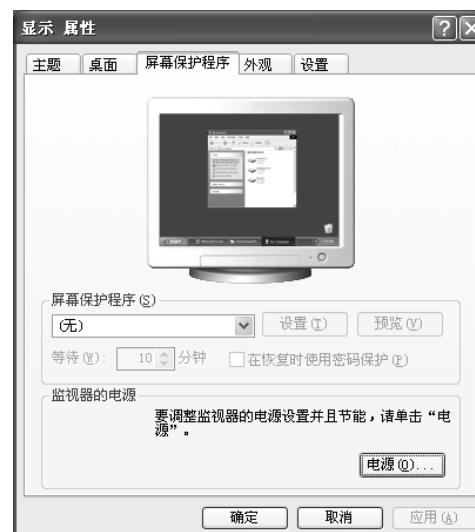 显示 属性
主题 桌面 屏幕保护程序 外观 设置
屏幕保护程序(S)
(无) 设置(T) 预览(V)
等待(W): 10 分钟 在恢复时使用密码保护(P)
监视器的电源
要调整监视器的电源设置并且节能，请单击“电
源”。
电源(O)...
确定 取消 应用(A)